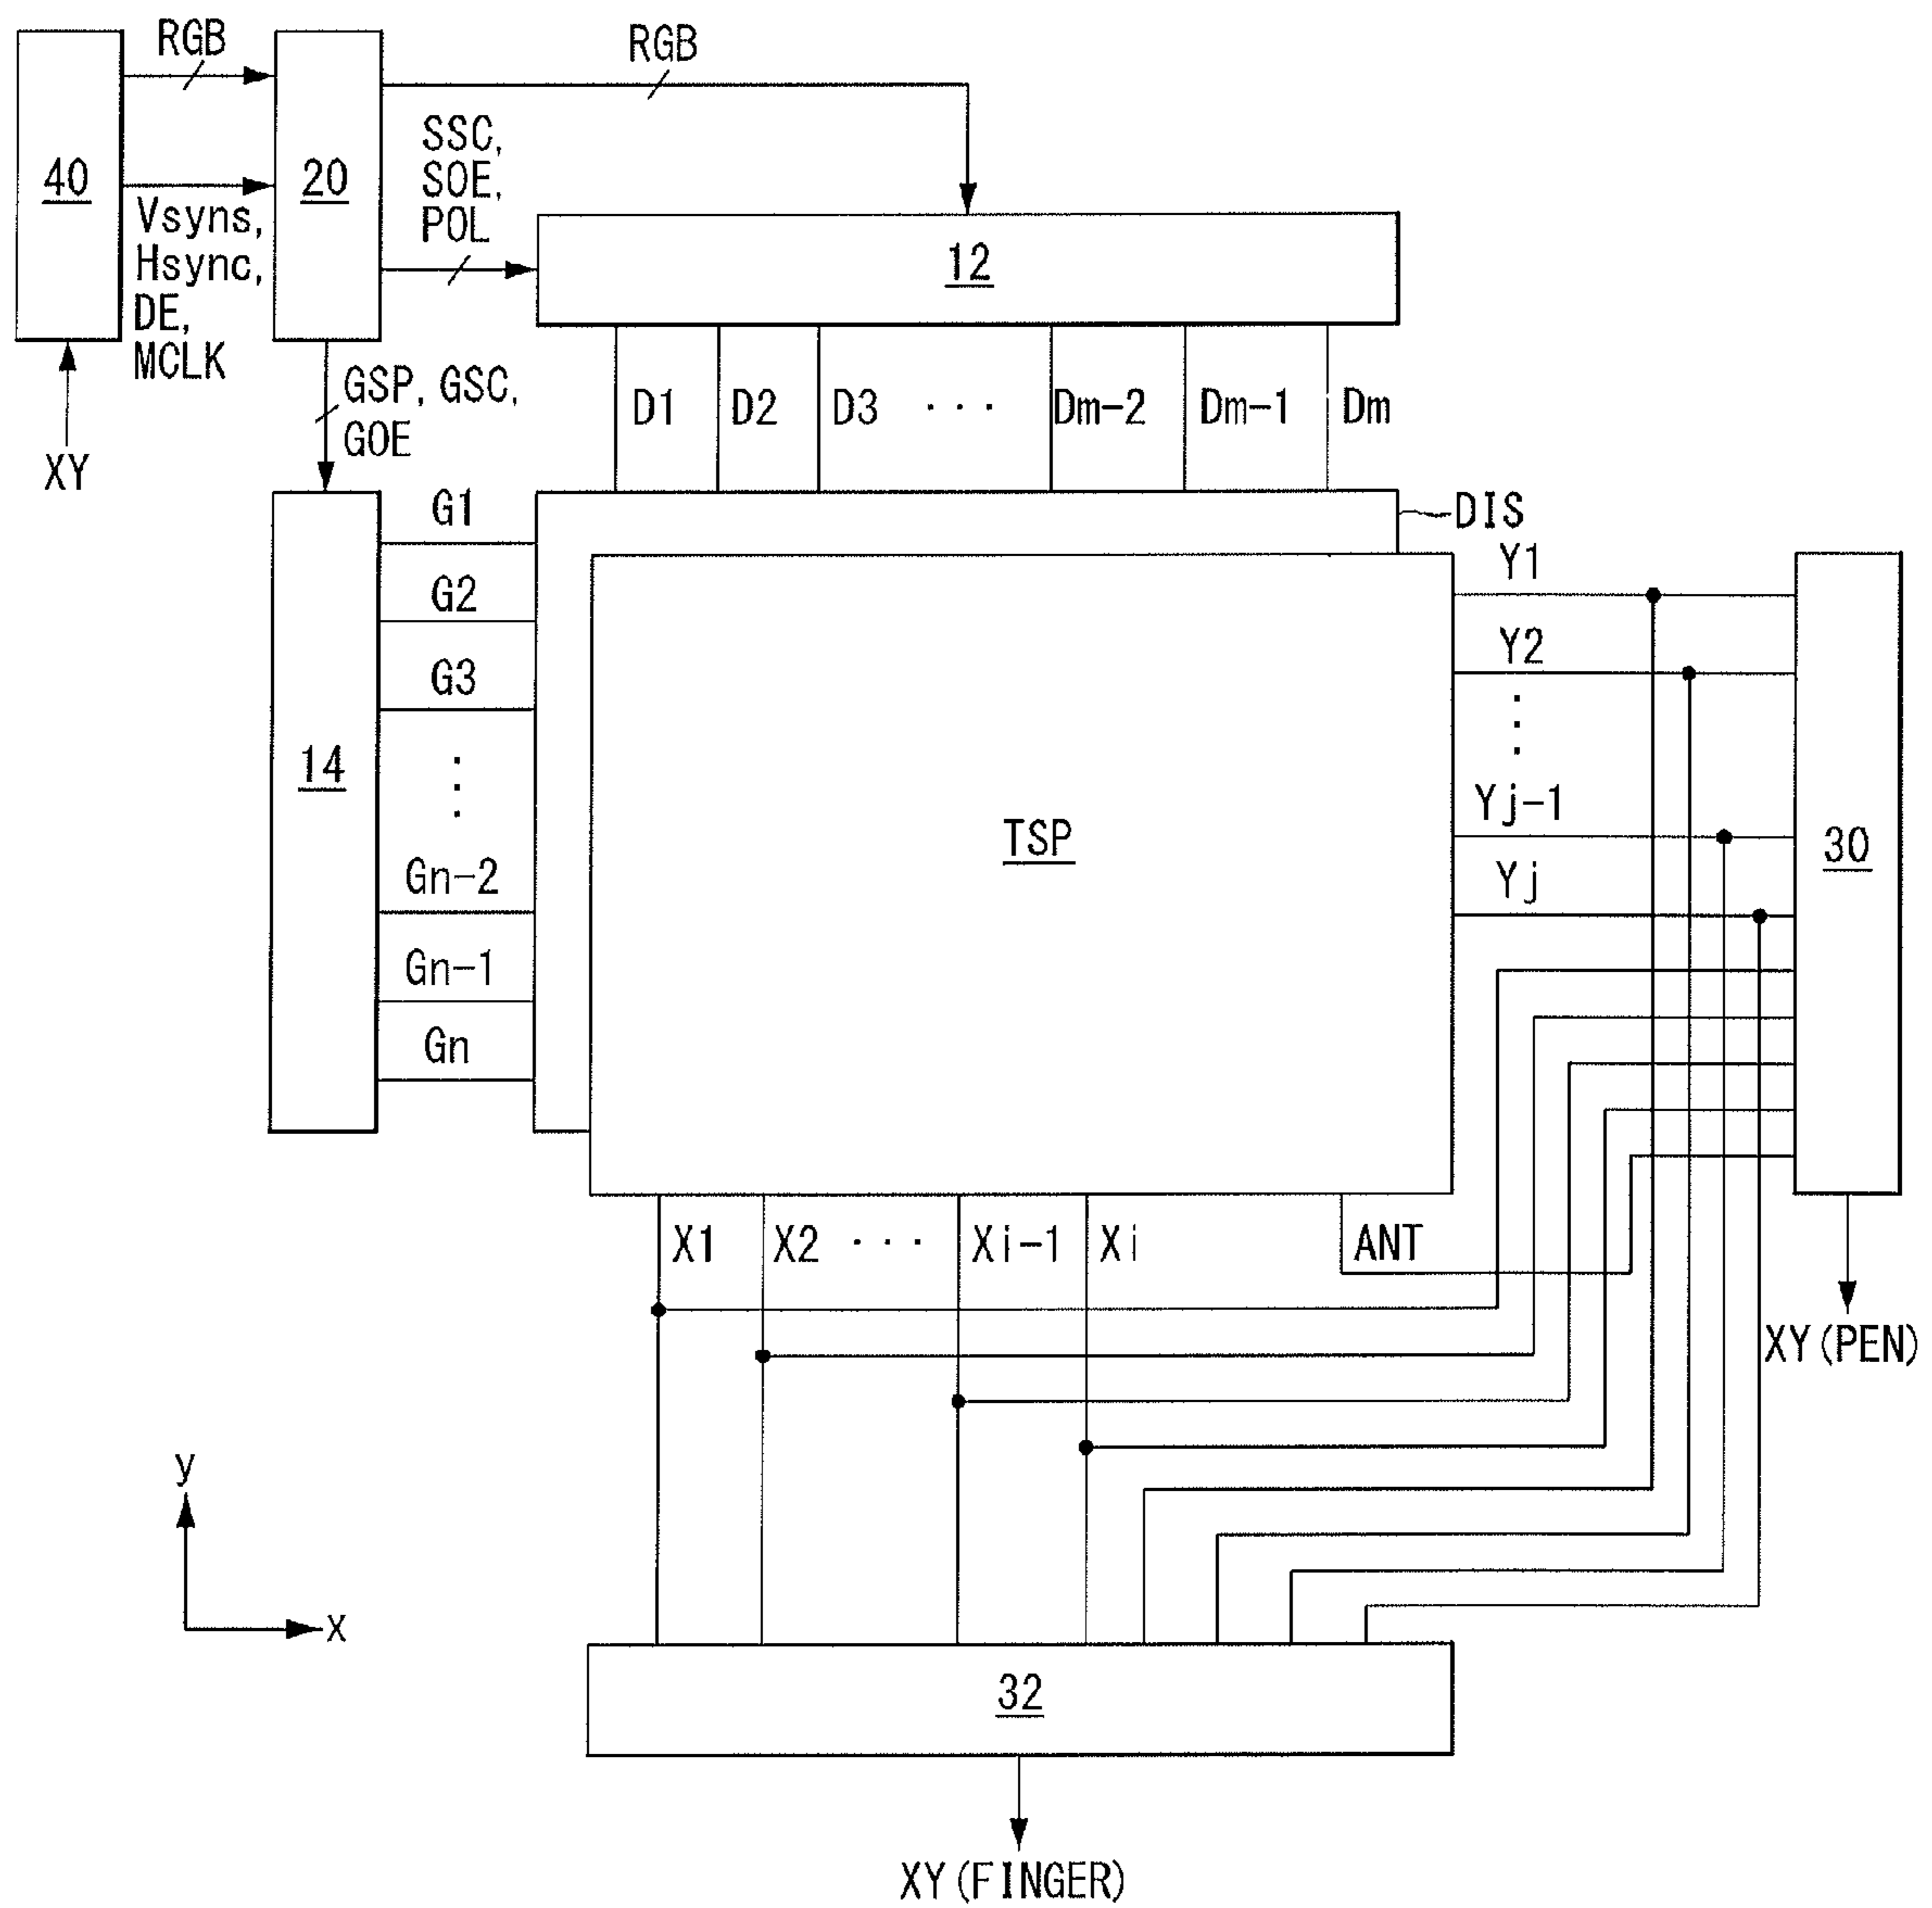 RGB
RGB
40
20
Vsyns,
Hsync,
DE,
MCLK
SSC,
SOE,
POL
12
XY
GSP, GSC,
GOE
D1 D2 D3 ··· Dm-2 Dm-1 Dm
DIS
14
G1
G2
G3
Gn-2
Gn-1
Gn
TSP
Y1
Y2
Yj-1
Yj
30
X1 X2 ··· Xi-1 Xi ANT
XY(PEN)
y
x
32
XY(FINGER)